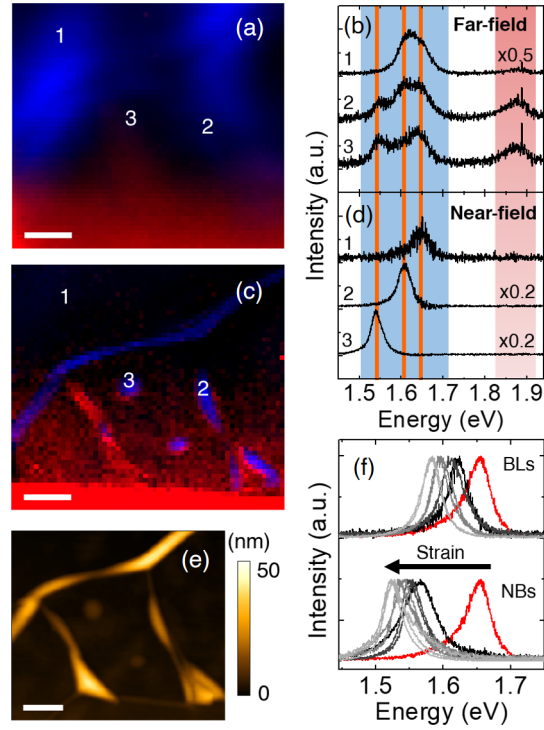 (a)
1
3
2
(b) Far-field
1
x0.5
2
3
(d) Near-field
1
2
x0.2
3
x0.2
Intensity (a.u.)
1.5 1.6 1.7 1.8 1.9
Energy (eV)
(c)
1
3
2
(e)
(nm)
50
0
(f)
BLs
Strain
NBs
Intensity (a.u.)
1.5 1.6 1.7
Energy (eV)